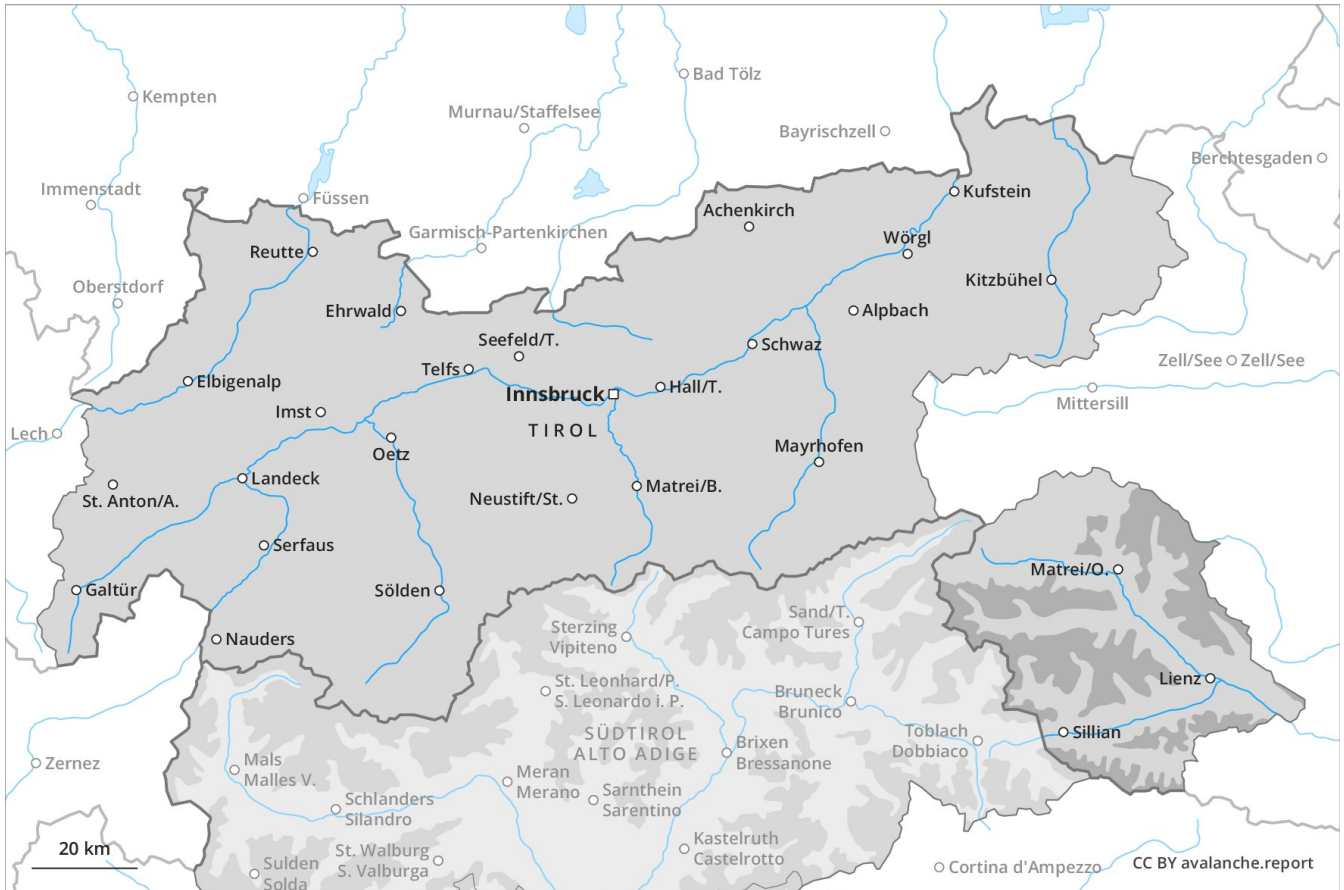 Kempten
Bad Tölz
Murnau/Staffelsee
Bayrischzell
Berchtesgaden
Immenstadt
Füssen
Kufstein
Achenkirch
Garmisch-Partenkirchen
Wörgl
Reutte
Kitzbühel
Oberstdorf
Ehrwald
Alpbach
Seefeld/T.
Schwaz
Zell/See
Zell/See
Telfs
Elbigenalp
Hall/T.
Innsbruck
Mittersill
Imst
Lech
TIROL
Oetz
Mayrhofen
Landeck
Matrei/B.
St. Anton/A.
Neustift/St.
Serfaus
Matrei/O.
Galtür
Sölden
Sand/T.
Campo Tures
Nauders
Sterzing
Vipiteno
St. Leonhard/P.
S. Leonardo i. P.
Lienz
Bruneck
Brunico
Toblach
Dobbiaco
Sillian
SÜDTIROL
ALTO ADIGE
Brixen
Bressanone
Zernez
Mals
Malles V.
Meran
Merano
Sarnthein
Sarentino
Schlanders
Silandro
Kastelruth
Castelrotto
20 km
St. Walburg
S. Valburga
Sulden
Solda
Cortina d'Ampezzo
CC BY avalanche.report